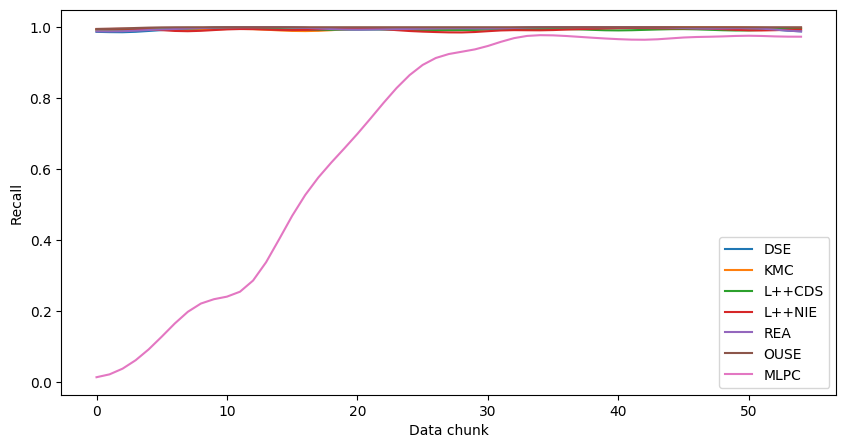 1.0
0.8
0.6
0.4
0.2
0.0
Recall
0
10
20
30
40
50
Data chunk
DSE
KMC
L++CDS
L++NIE
REA
OUSE
MLPC